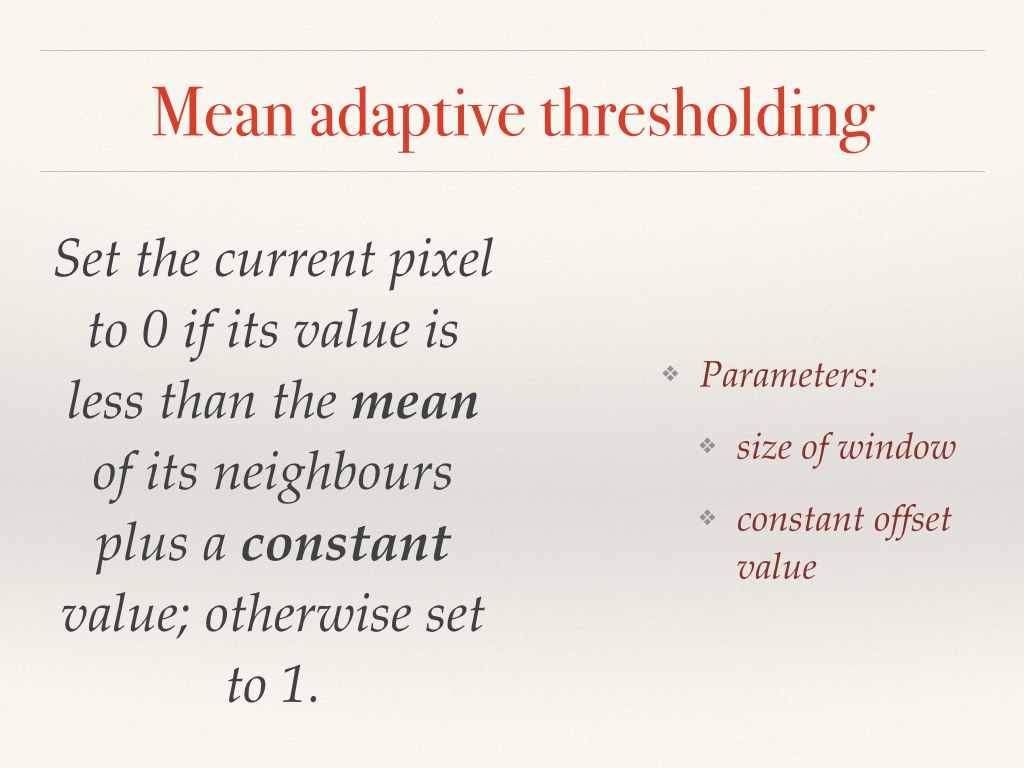 Mean adaptive thresholding
Set the current pixel
to 0 if its value is
less than the mean
of its neighbours
plus a constant
value; otherwise set
to 1.
❖ Parameters:
❖ size of window
❖ constant offset
value